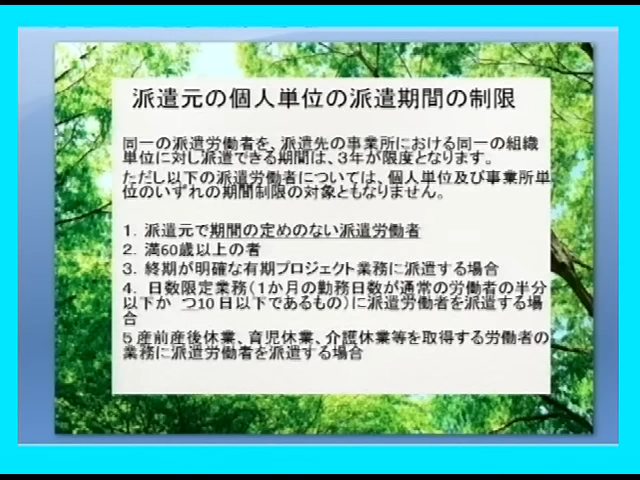 派遣元の個人単位の派遣期間の制限
同一の派遣労働者を、派遣先の事業所における同一の組織
単位に対し派遣できる期間は、3年が限度となります。
ただし以下の派遣労働者については、個人単位及び事業所単
位のいずれの期間制限の対象ともなりません。
1. 派遣元で期間の定めのない派遣労働者
2. 満60歳以上の者
3. 終期が明確な有期プロジェクト業務に派遣する場合
4. 日数限定業務(1か月の勤務日数が通常の労働者の半分
以下か つ10日以下であるもの)に派遣労働者を派遣する場
合
5 産前産後休業、育児休業、介護休業等を取得する労働者の
業務に派遣労働者を派遣する場合